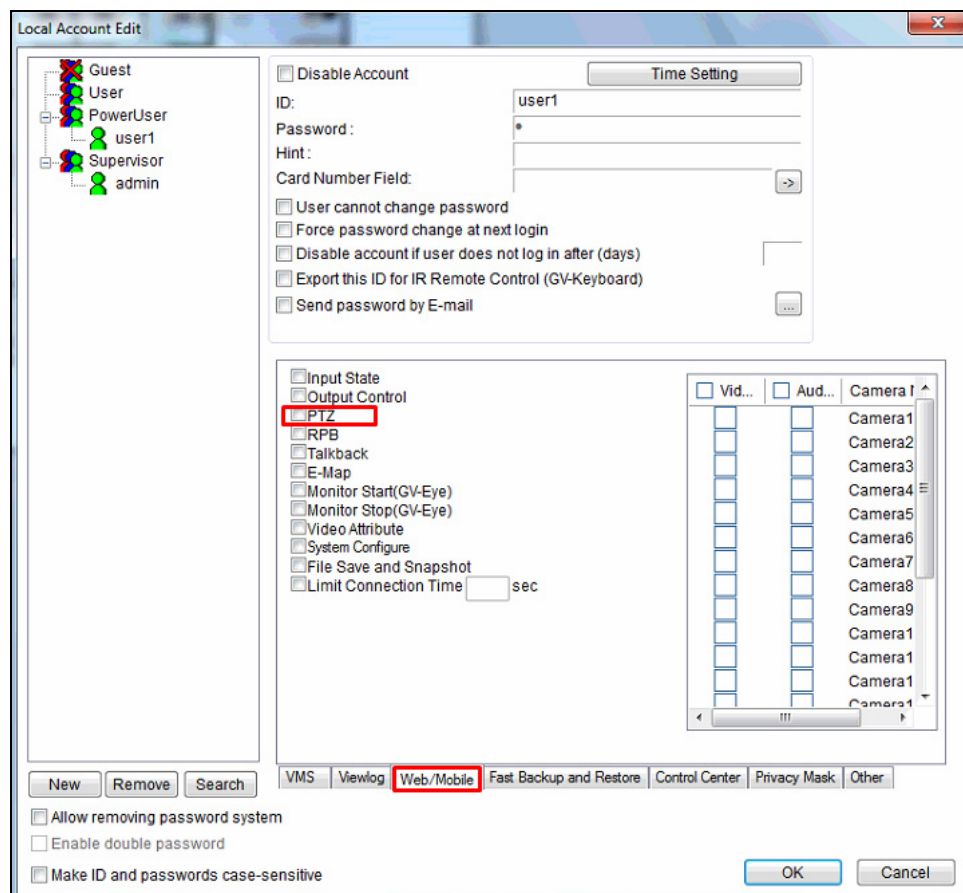 Local Account Edit
x
Guest
User
PowerUser
user1
Supervisor
admin
Disable Account
Time Setting
ID:
user1
Password :
Hint :
Card Number Field:
->
User cannot change password
Force password change at next login
Disable account if user does not log in after (days)
Export this ID for IR Remote Control (GV-Keyboard)
Send password by E-mail
...
Input State
Output Control
PTZ
RPB
Talkback
E-Map
Monitor Start(GV-Eye)
Monitor Stop(GV-Eye)
Video Attribute
System Configure
File Save and Snapshot
Limit Connection Time sec
Vid... Aud... Camera
Camera1
Camera2
Camera3
Camera4
Camera5
Camera6
Camera7
Camera8
Camera9
Camera1
Camera1
Camera1
Camera1
VMS Viewlog Web/Mobile Fast Backup and Restore Control Center Privacy Mask Other
New Remove Search
Allow removing password system
Enable double password
Make ID and passwords case-sensitive
OK Cancel